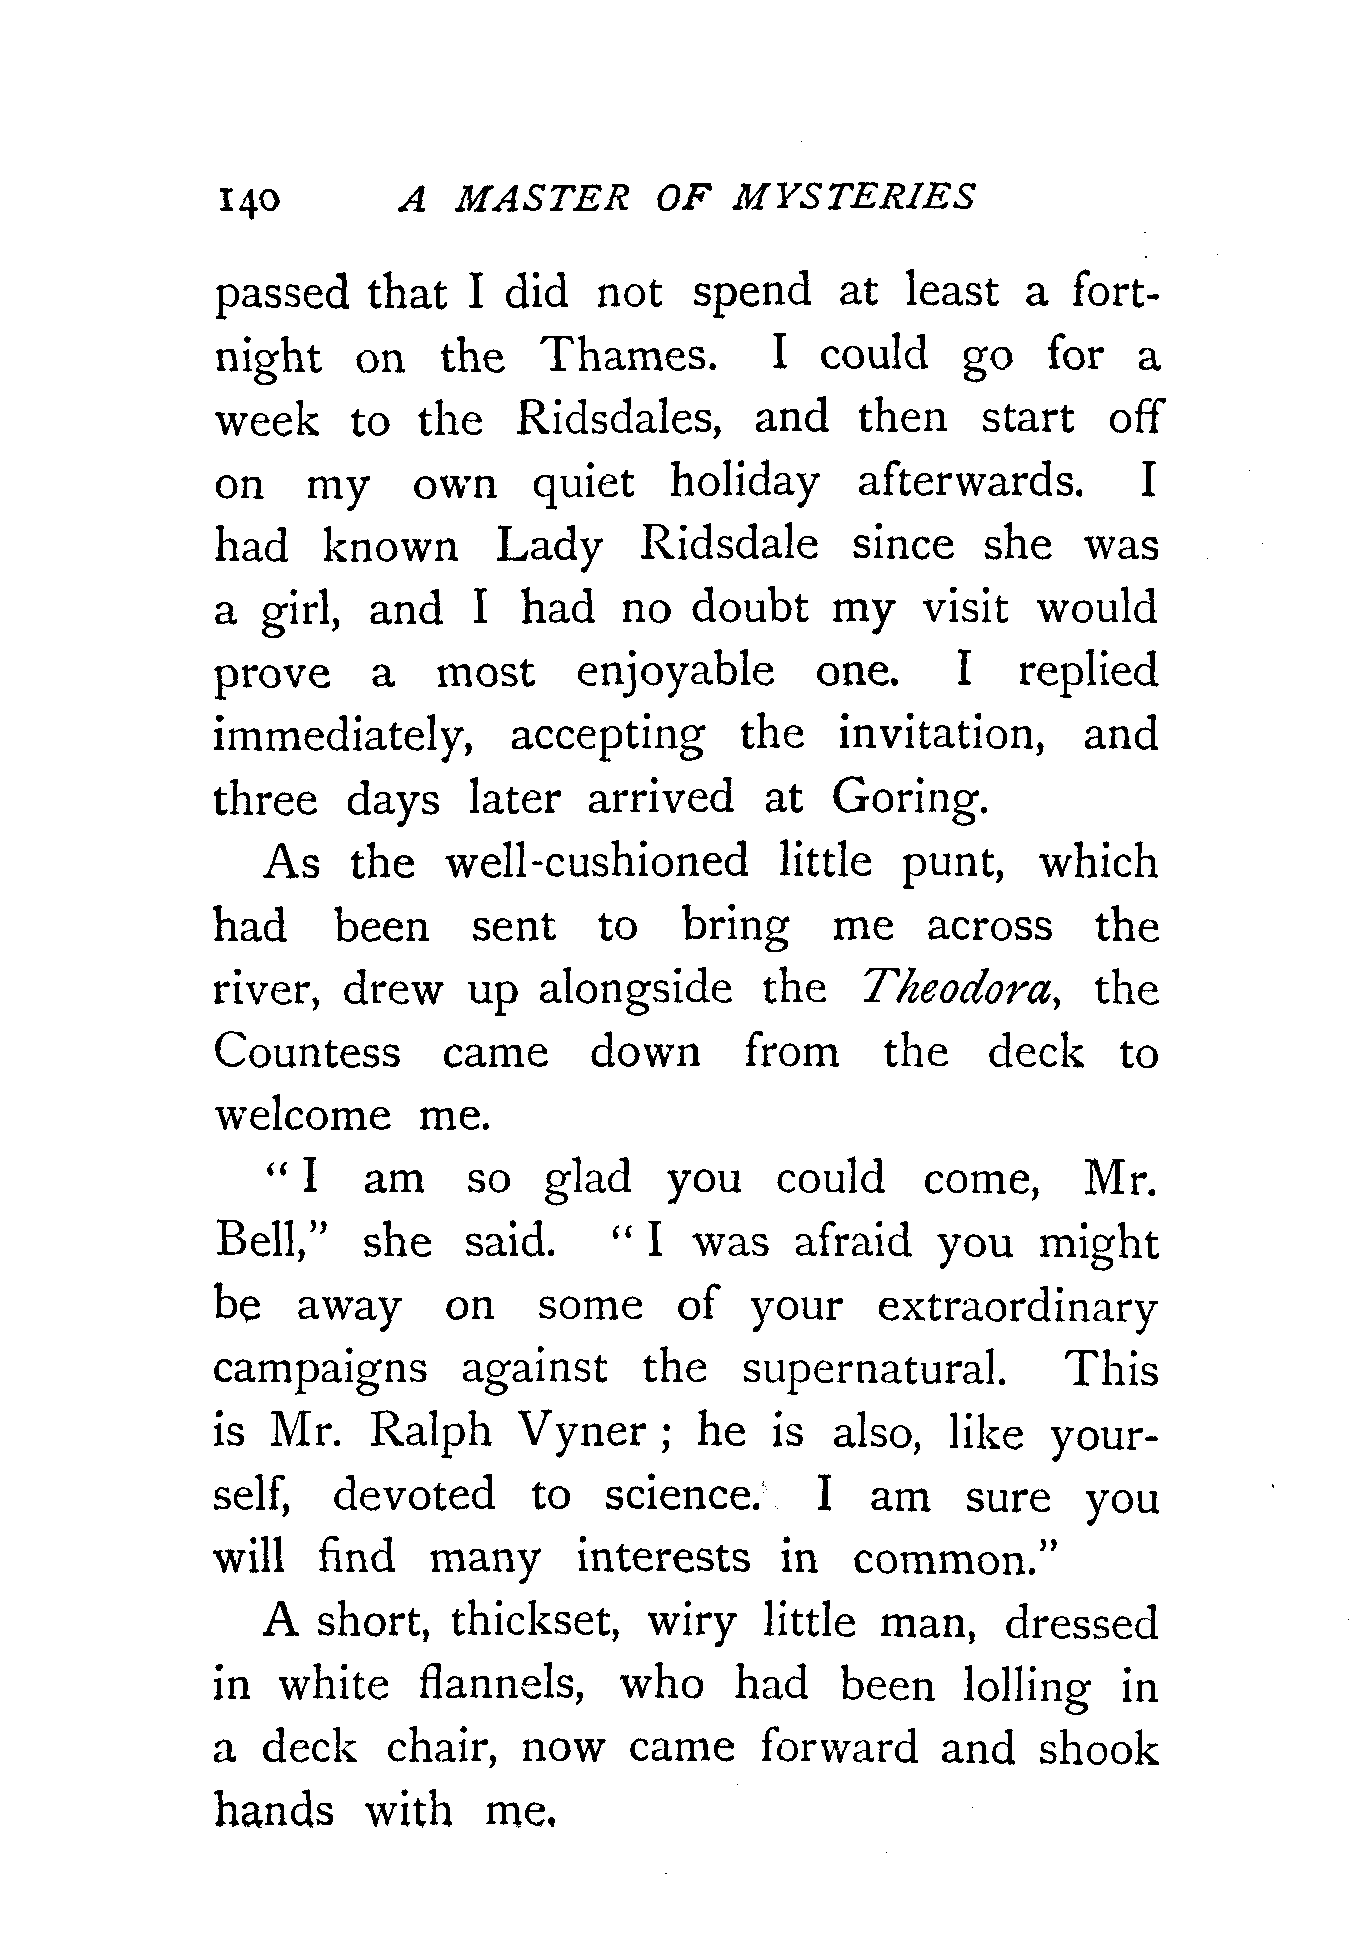 140 A MASTER OF MYSTERIES
passed that I did not spend at least a fort-
night on the Thames. I could go for a
week to the Ridsdales, and then start off
on my own quiet holiday afterwards. I
had known Lady Ridsdale since she was
a girl, and I had no doubt my visit would
prove a most enjoyable one. I replied
immediately, accepting the invitation, and
three days later arrived at Goring.
As the well-cushioned little punt, which
had been sent to bring me across the
river, drew up alongside the Theodora, the
Countess came down from the deck to
welcome me.
“ I am so glad you could come, Mr.
Bell,” she said. “ I was afraid you might
be away on some of your extraordinary
campaigns against the supernatural. This
is Mr. Ralph Vyner ; he is also, like your-
self, devoted to science. I am sure you
will find many interests in common.”
A short, thickset, wiry little man, dressed
in white flannels, who had been lolling in
a deck chair, now came forward and shook
hands with me.